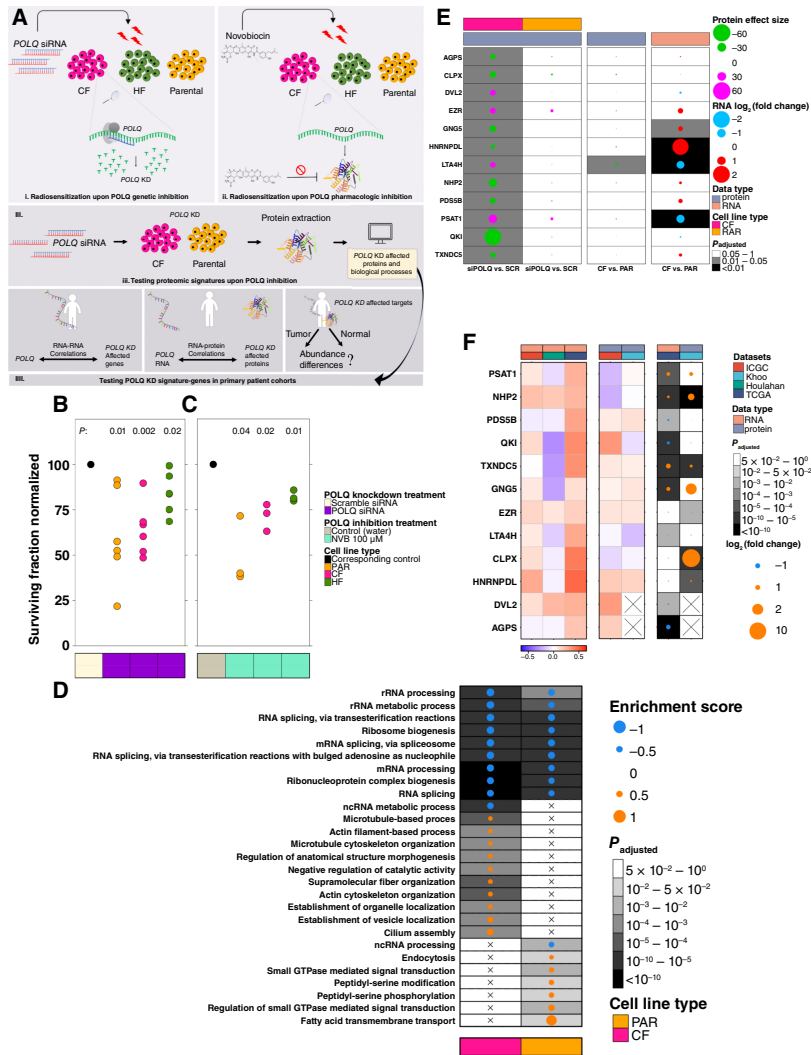 A
POLQ siRNA
CF
HF
Parental
POLQ
POLQ KD
i. Radiosensitization upon POLQ genetic inhibition
Novobiocin
CF
HF
Parental
ii. Radiosensitization upon POLQ pharmacologic inhibition
III.
POLQ siRNA
POLQ KD
CF
Parental
Protein extraction
POLQ KD affected
proteins and
biological processes
iii. Testing proteomic signatures upon POLQ inhibition
RNA-RNA
Correlations
POLQ
POLQ KD
Affected
genes
RNA-protein
Correlations
POLQ
RNA
POLQ KD
affected
proteins
POLQ KD affected targets
Tumor
Normal
Abundance
differences
?
IIII.
Testing POLQ KD signature-genes in primary patient cohorts
B
C
P:
0.01
0.002
0.02
0.04
0.02
0.01
Surviving fraction normalized
100
75
50
25
0
POLQ knockdown treatment
Scramble siRNA
POLQ siRNA
POLQ inhibition treatment
Control (water)
NVB 100 µM
Cell line type
Corresponding control
PAR
CF
HF
D
rRNA processing
rRNA metabolic process
RNA splicing, via transesterification reactions
Ribosome biogenesis
mRNA splicing, via spliceosome
RNA splicing, via transesterification reactions with bulged adenosine as nucleophile
mRNA processing
Ribonucleoprotein complex biogenesis
RNA splicing
ncRNA metabolic process
Microtubule-based proces
Actin filament-based process
Microtubule cytoskeleton organization
Regulation of anatomical structure morphogenesis
Negative regulation of catalytic activity
Supramolecular fiber organization
Actin cytoskeleton organization
Establishment of organelle localization
Establishment of vesicle localization
Cilium assembly
ncRNA processing
Endocytosis
Small GTPase mediated signal transduction
Peptidyl-serine modification
Peptidyl-serine phosphorylation
Regulation of small GTPase mediated signal transduction
Fatty acid transmembrane transport
Enrichment score
−1
−0.5
0
0.5
1
P adjusted
5 × 10⁻² – 10⁰
10⁻² – 5 × 10⁻²
10⁻³ – 10⁻²
10⁻⁴ – 10⁻³
10⁻⁵ – 10⁻⁴
10⁻¹⁰ – 10⁻⁵
<10⁻¹⁰
Cell line type
PAR
CF
E
AGPS
CLPX
DVL2
EZR
GNG5
HNRNPDL
LTA4H
NHP2
PDS5B
PSAT1
QKI
TXNDC5
siPOLQ vs. SCR
siPOLQ vs. SCR
CF vs. PAR
CF vs. PAR
Protein effect size
−60
−30
0
30
60
RNA log₂ (fold change)
−2
−1
0
1
2
Data type
protein
RNA
Cell line type
CF
RAR
P adjusted
0.05 – 1
0.01 – 0.05
<0.01
F
PSAT1
NHP2
PDS5B
QKI
TXNDC5
GNG5
EZR
LTA4H
CLPX
HNRNPDL
DVL2
AGPS
−0.5
0.0
0.5
Datasets
ICGC
Khoo
Houlahan
TCGA
Data type
RNA
protein
P adjusted
5 × 10⁻² – 10⁰
10⁻² – 5 × 10⁻²
10⁻³ – 10⁻²
10⁻⁴ – 10⁻³
10⁻⁵ – 10⁻⁴
10⁻¹⁰ – 10⁻⁵
<10⁻¹⁰
log₂ (fold change)
−1
1
2
10